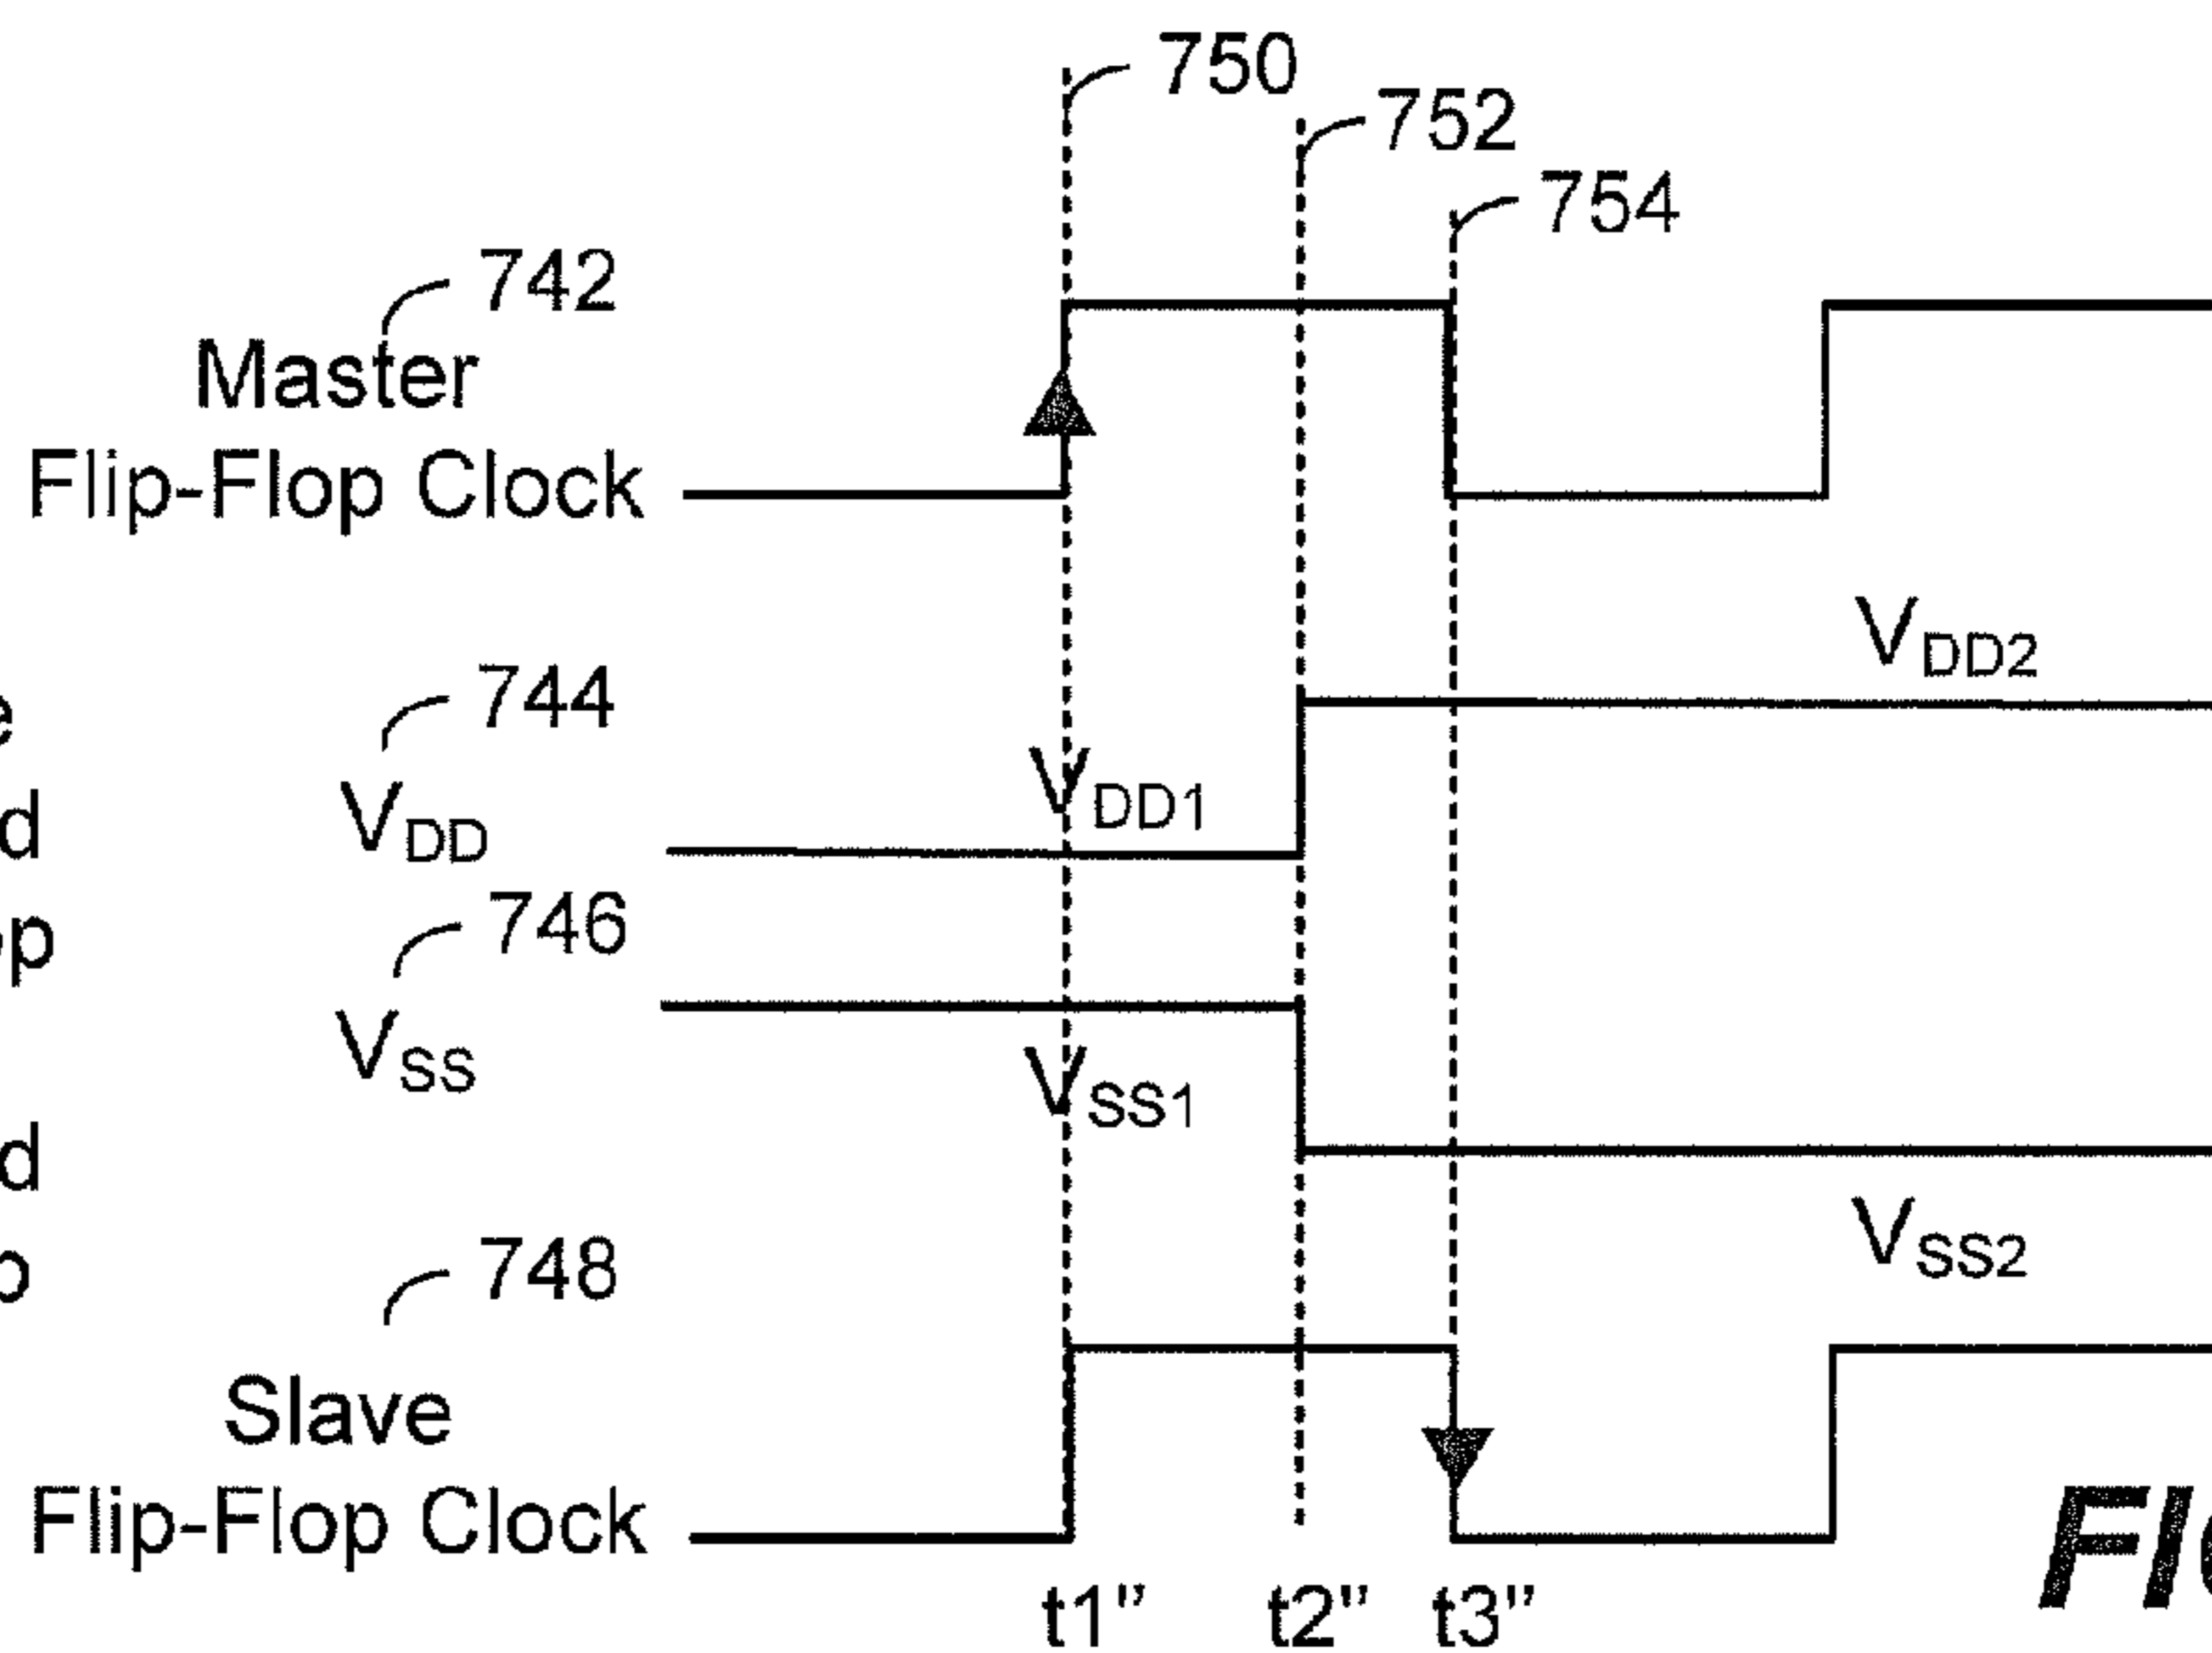 750
752
754
742
Master
Flip-Flop Clock
VDD2
744
VDD1
VDD
746
VSS
VSS1
VSS2
748
Slave
Flip-Flop Clock
t1" t2" t3"